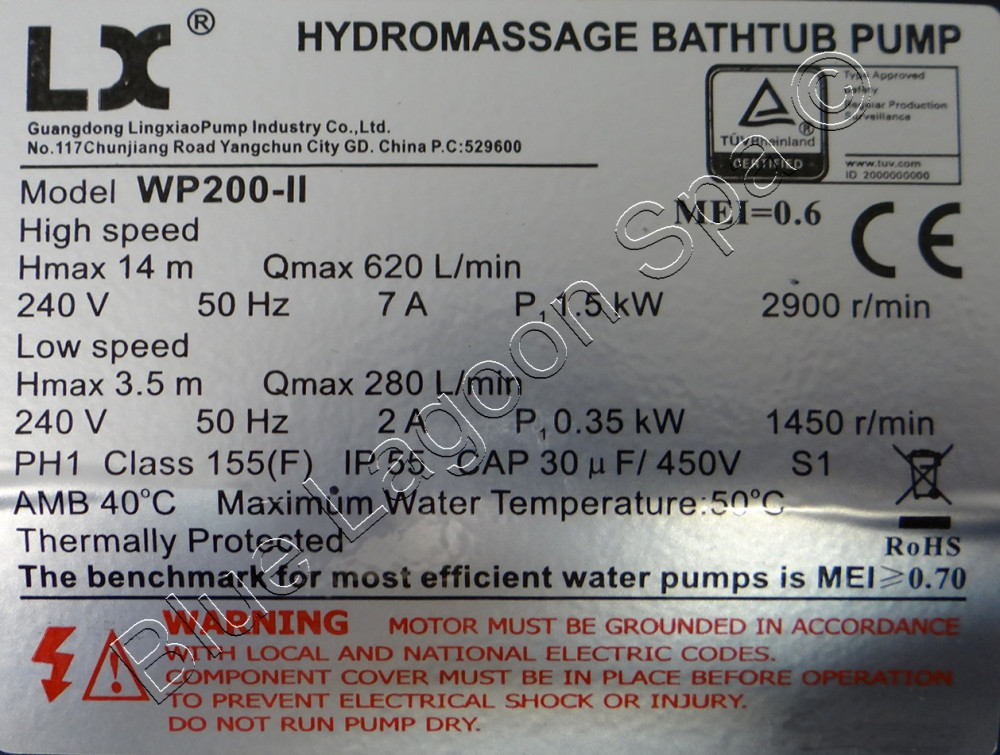 LX®
HYDROMASSAGE BATHTUB PUMP
Guangdong LingxiaoPump Industry Co.,Ltd.
No.117Chunjiang Road Yangchun City GD. China P.C:529600
TÜVRheinland
CERTIFIED
Type Approved
Safety
Regular Production
Surveillance
www.tuv.com
ID 2000000000
Model WP200-II
MEI=0.6
CE
High speed
Hmax 14 m Qmax 620 L/min
240 V 50 Hz 7 A P₁ 1.5 kW 2900 r/min
Low speed
Hmax 3.5 m Qmax 280 L/min
240 V 50 Hz 2 A P₁ 0.35 kW 1450 r/min
PH1 Class 155(F) IP 55 CAP 30 μF/ 450V S1
AMB 40°C Maximum Water Temperature:50°C
Thermally Protected
RoHS
The benchmark for most efficient water pumps is MEI≥0.70
WARNING MOTOR MUST BE GROUNDED IN ACCORDANCE
WITH LOCAL AND NATIONAL ELECTRIC CODES.
COMPONENT COVER MUST BE IN PLACE BEFORE OPERATION
TO PREVENT ELECTRICAL SHOCK OR INJURY.
DO NOT RUN PUMP DRY.
Blue Lagoon Spa ©